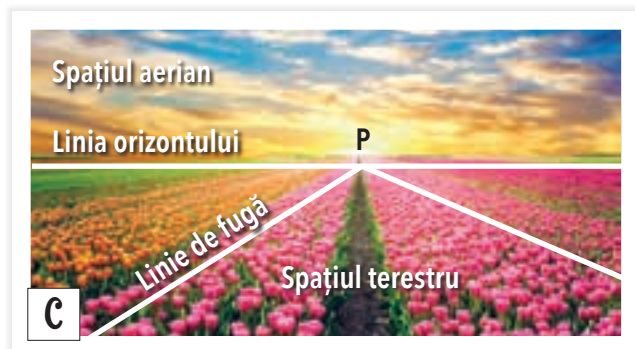 Spațiul aerian
Linia orizontului
P
Linie de fugă
Spațiul terestru
C